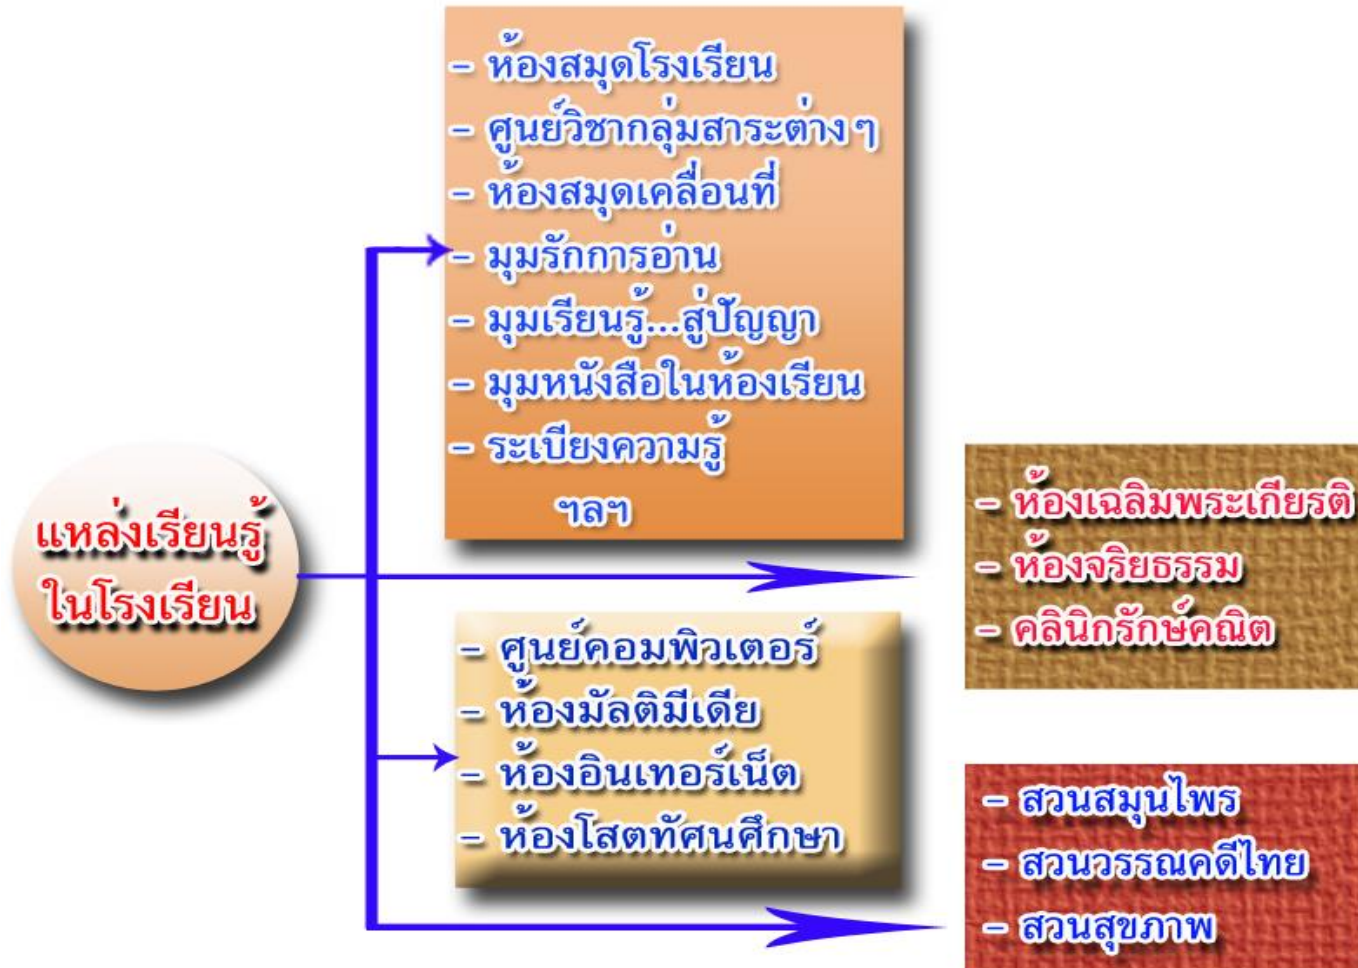 แหล่งเรียนรู้
ในโรงเรียน
- ห้องสมุดโรงเรียน
- ศูนย์วิชากลุ่มสาระต่าง ๆ
- ห้องสมุดเคลื่อนที่
- มุมรักการอ่าน
- มุมเรียนรู้...สู่ปัญญา
- มุมหนังสือในห้องเรียน
- ระเบียงความรู้
ฯลฯ
- ห้องเฉลิมพระเกียรติ
- ห้องจริยธรรม
- คลินิกรักษ์คณิต
- ศูนย์คอมพิวเตอร์
- ห้องมัลติมีเดีย
- ห้องอินเทอร์เน็ต
- ห้องโสตทัศนศึกษา
- สวนสมุนไพร
- สวนวรรณคดีไทย
- สวนสุขภาพ